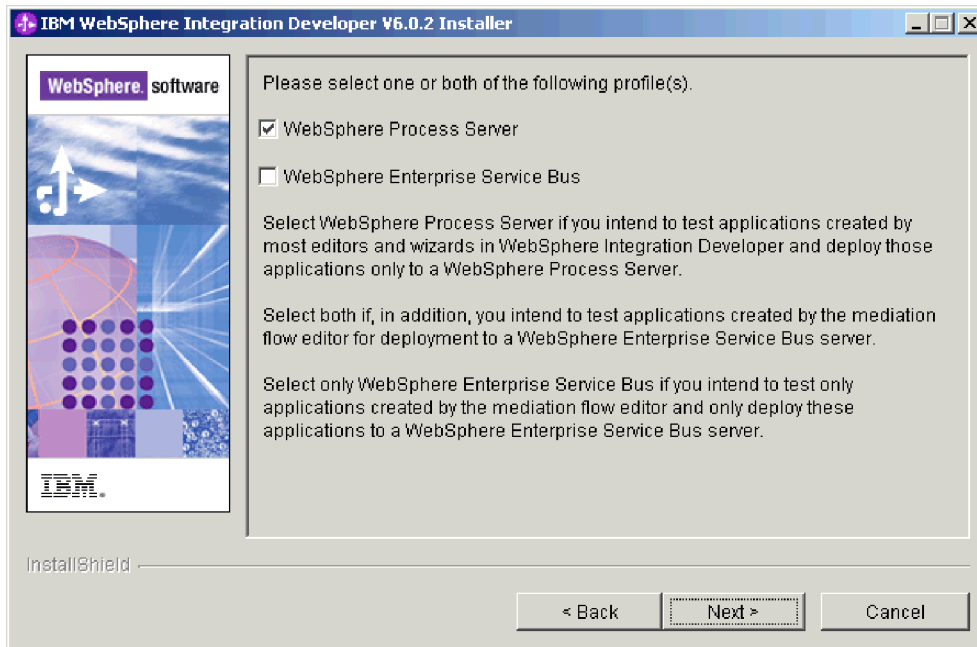 IBM WebSphere Integration Developer V6.0.2 Installer
WebSphere. software
Please select one or both of the following profile(s).
WebSphere Process Server
WebSphere Enterprise Service Bus
Select WebSphere Process Server if you intend to test applications created by
most editors and wizards in WebSphere Integration Developer and deploy those
applications only to a WebSphere Process Server.
Select both if, in addition, you intend to test applications created by the mediation
flow editor for deployment to a WebSphere Enterprise Service Bus server.
Select only WebSphere Enterprise Service Bus if you intend to test only
applications created by the mediation flow editor and only deploy these
applications to a WebSphere Enterprise Service Bus server.
IBM.
InstallShield
< Back
Next >
Cancel